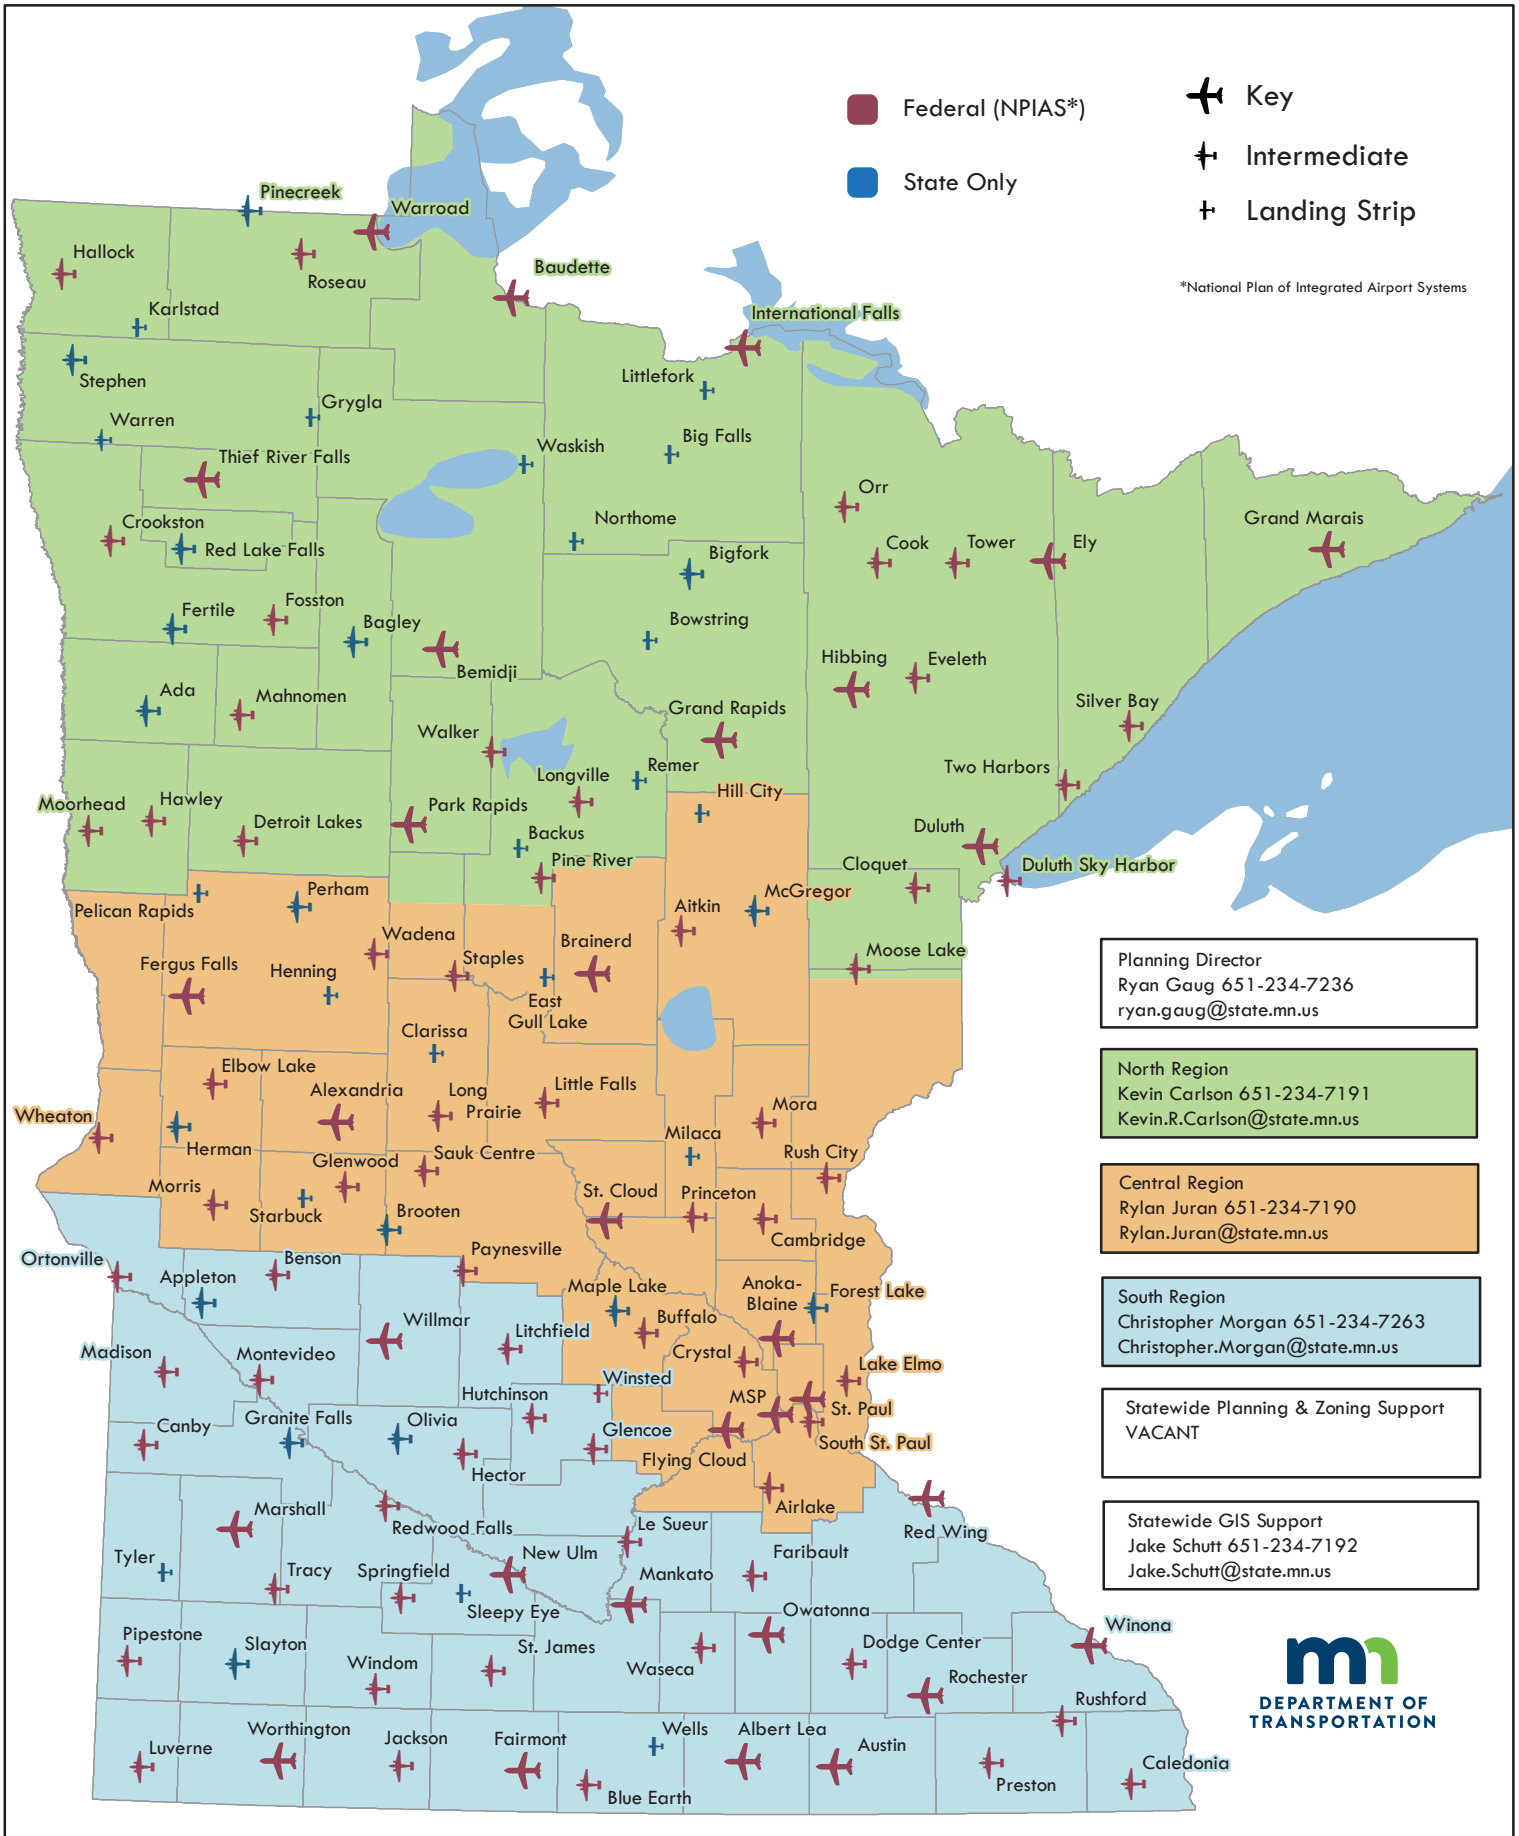 Federal (NPIAS*)
State Only
Key
Intermediate
Landing Strip
*National Plan of Integrated Airport Systems
Pinecreek
Warroad
Hallock
Roseau
Baudette
Karlstad
International Falls
Stephen
Littlefork
Grygla
Warren
Big Falls
Waskish
Thief River Falls
Orr
Crookston
Northome
Grand Marais
Red Lake Falls
Bigfork
Cook
Tower
Ely
Fertile
Fosston
Bagley
Bowstring
Bemidji
Hibbing
Eveleth
Ada
Mahnomen
Silver Bay
Grand Rapids
Walker
Remer
Two Harbors
Longville
Hill City
Moorhead
Hawley
Park Rapids
Detroit Lakes
Duluth
Backus
Pine River
Cloquet
Duluth Sky Harbor
Perham
McGregor
Pelican Rapids
Aitkin
Wadena
Brainerd
Moose Lake
Staples
Fergus Falls
Henning
East
Gull Lake
Clarissa
Elbow Lake
Alexandria
Long
Prairie
Little Falls
Mora
Wheaton
Herman
Milaca
Rush City
Glenwood
Sauk Centre
Morris
St. Cloud
Princeton
Starbuck
Brooten
Cambridge
Ortonville
Appleton
Benson
Paynesville
Maple Lake
Anoka-
Blaine
Forest Lake
Willmar
Litchfield
Buffalo
Madison
Montevideo
Crystal
Lake Elmo
Winsted
Hutchinson
MSP
St. Paul
Canby
Granite Falls
Olivia
Glencoe
South St. Paul
Hector
Flying Cloud
Marshall
Airlake
Redwood Falls
Le Sueur
Red Wing
Tyler
Tracy
Springfield
New Ulm
Mankato
Faribault
Sleepy Eye
Owatonna
Winona
Pipestone
Slayton
Windom
St. James
Waseca
Dodge Center
Rochester
Rushford
Luverne
Worthington
Jackson
Fairmont
Wells
Albert Lea
Austin
Caledonia
Preston
Blue Earth
Planning Director
Ryan Gaug 651-234-7236
ryan.gaug@state.mn.us
North Region
Kevin Carlson 651-234-7191
Kevin.R.Carlson@state.mn.us
Central Region
Rylan Juran 651-234-7190
Rylan.Juran@state.mn.us
South Region
Christopher Morgan 651-234-7263
Christopher.Morgan@state.mn.us
Statewide Planning & Zoning Support
VACANT
Statewide GIS Support
Jake Schutt 651-234-7192
Jake.Schutt@state.mn.us
mn
DEPARTMENT OF
TRANSPORTATION